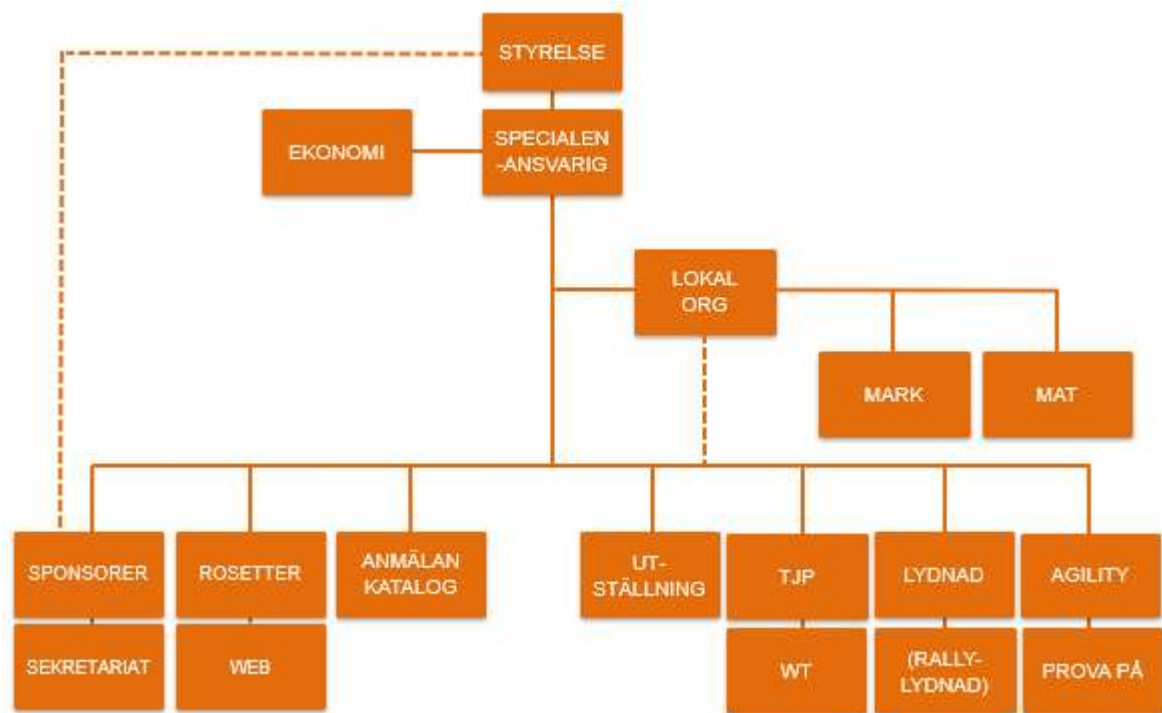 STYRELSE
EKONOMI
SPECIALEN
-ANSVARIG
LOKAL
ORG
MARK
MAT
SPONSORER
ROSETTER
ANMÄLAN
KATALOG
UT-
STÄLLNING
TJP
LYDNAD
AGILITY
SEKRETARIAT
WEB
WT
(RALLY-
LYDNAD)
PROVA PÅ